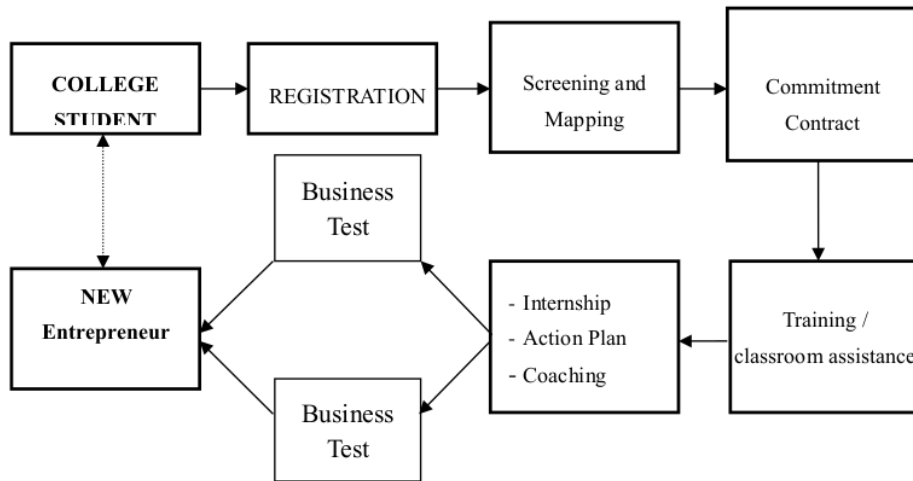 COLLEGE
STUDENT
REGISTRATION
Screening and
Mapping
Commitment
Contract
Training /
classroom assistance
- Internship
- Action Plan
- Coaching
Business
Test
Business
Test
NEW
Entrepreneur